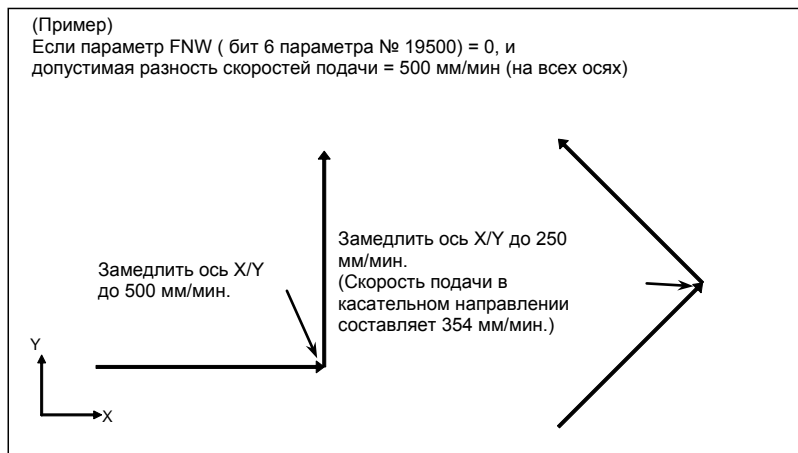 (Пример)
Если параметр FNW ( бит 6 параметра № 19500) = 0, и
допустимая разность скоростей подачи = 500 мм/мин (на всех осях)
Замедлить ось X/Y
до 500 мм/мин.
Замедлить ось X/Y до 250
мм/мин.
(Скорость подачи в
касательном направлении
составляет 354 мм/мин.)
Y
X